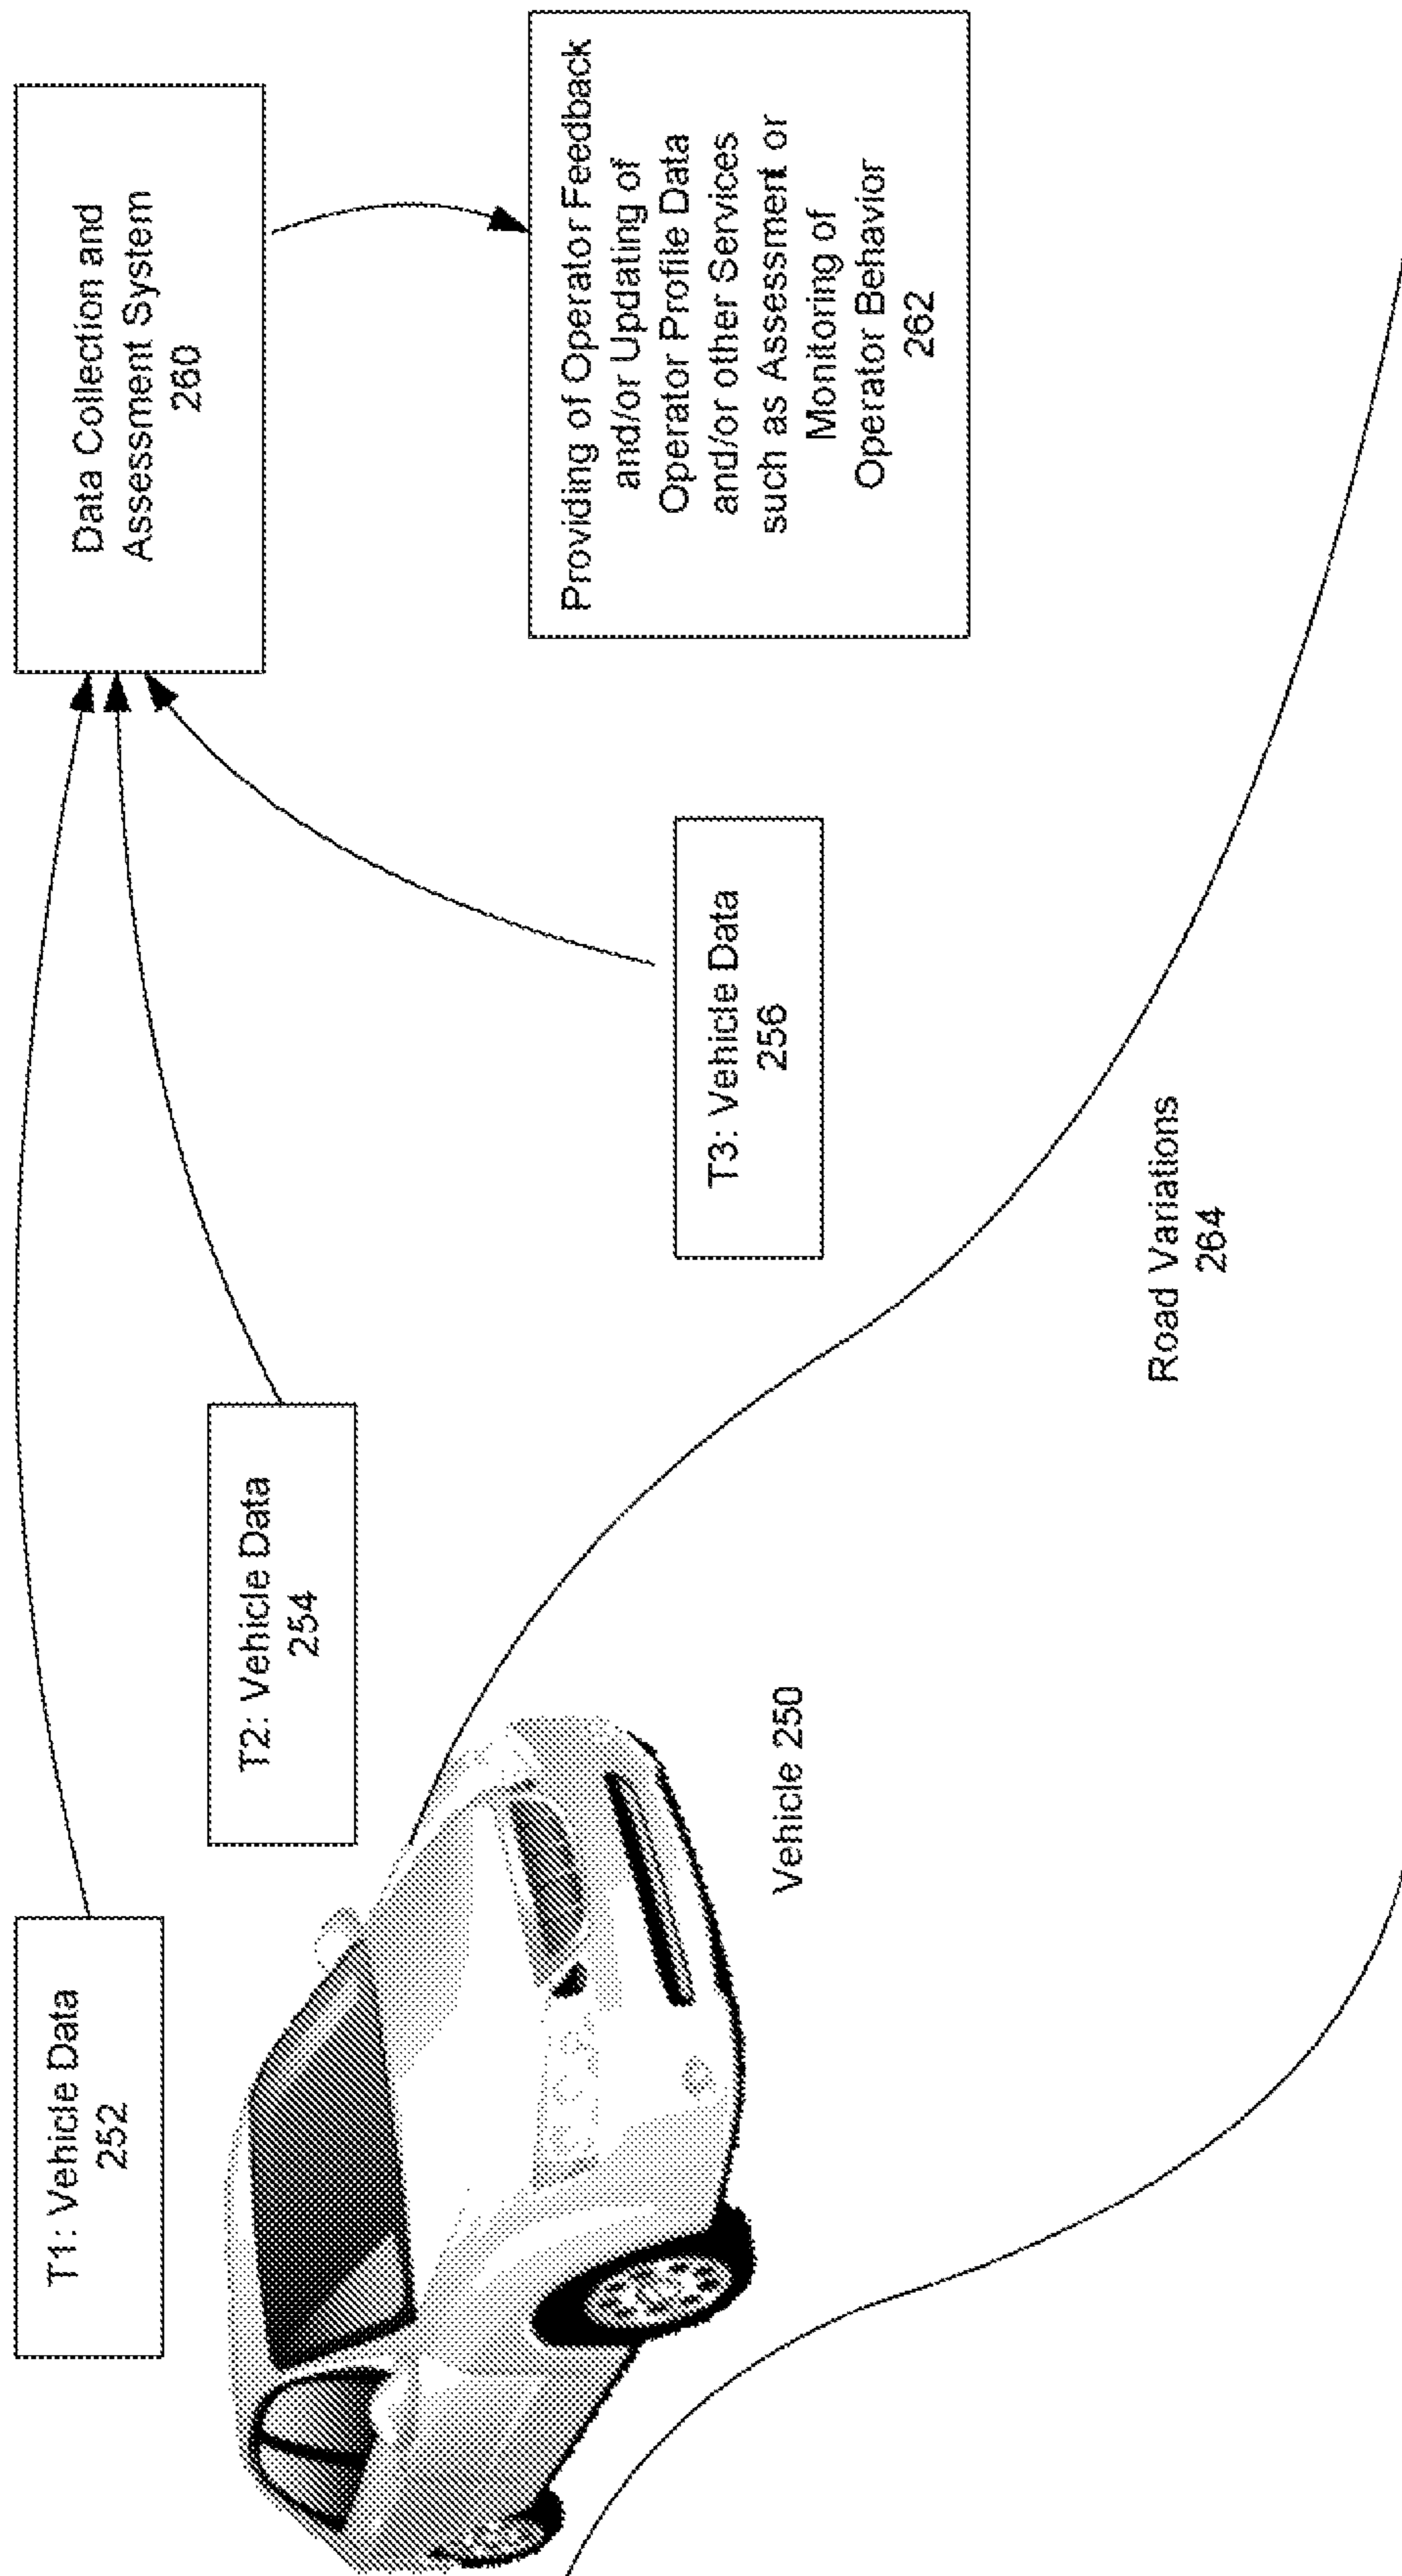 T1: Vehicle Data
252
T2: Vehicle Data
254
T3: Vehicle Data
256
Data Collection and
Assessment System
260
Providing of Operator Feedback
and/or Updating of
Operator Profile Data
and/or other Services
such as Assessment or
Monitoring of
Operator Behavior
262
Vehicle 250
Road Variations
264